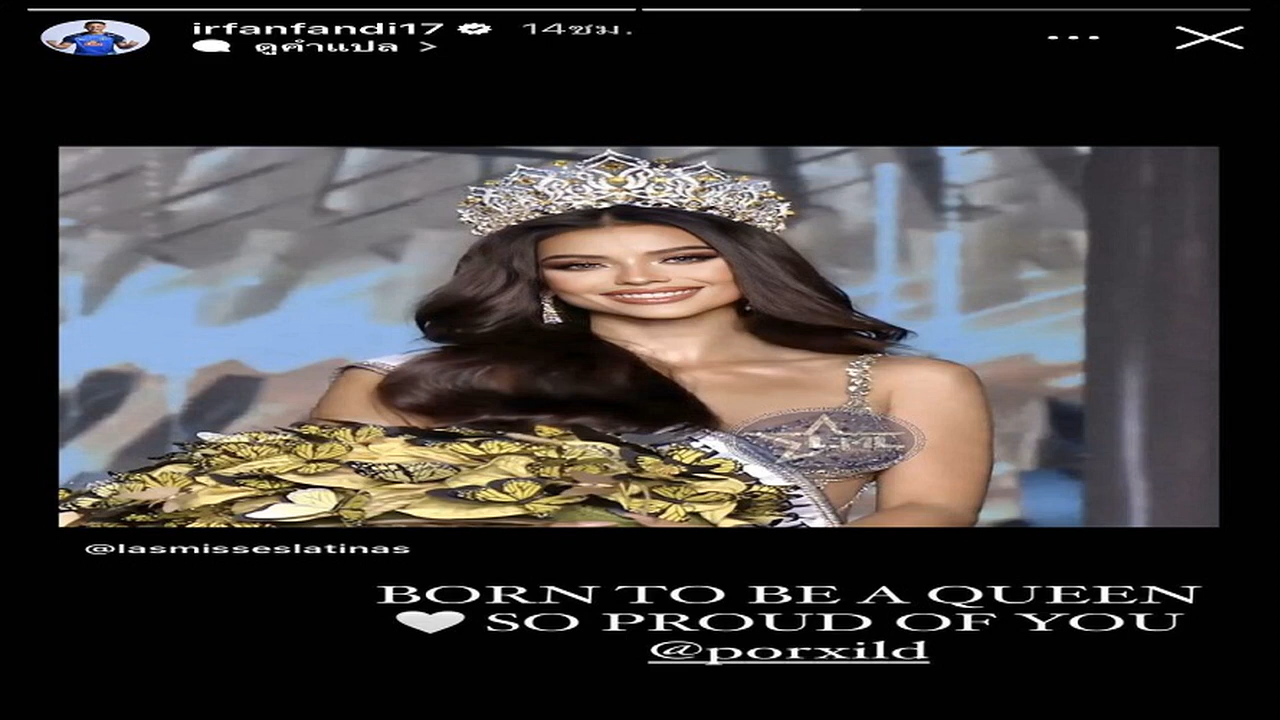 irfanfandi17 14ชม.
ดูคำแปล >
LML
@lasmisseslatinas
BORN TO BE A QUEEN
🤍 SO PROUD OF YOU
@porxild